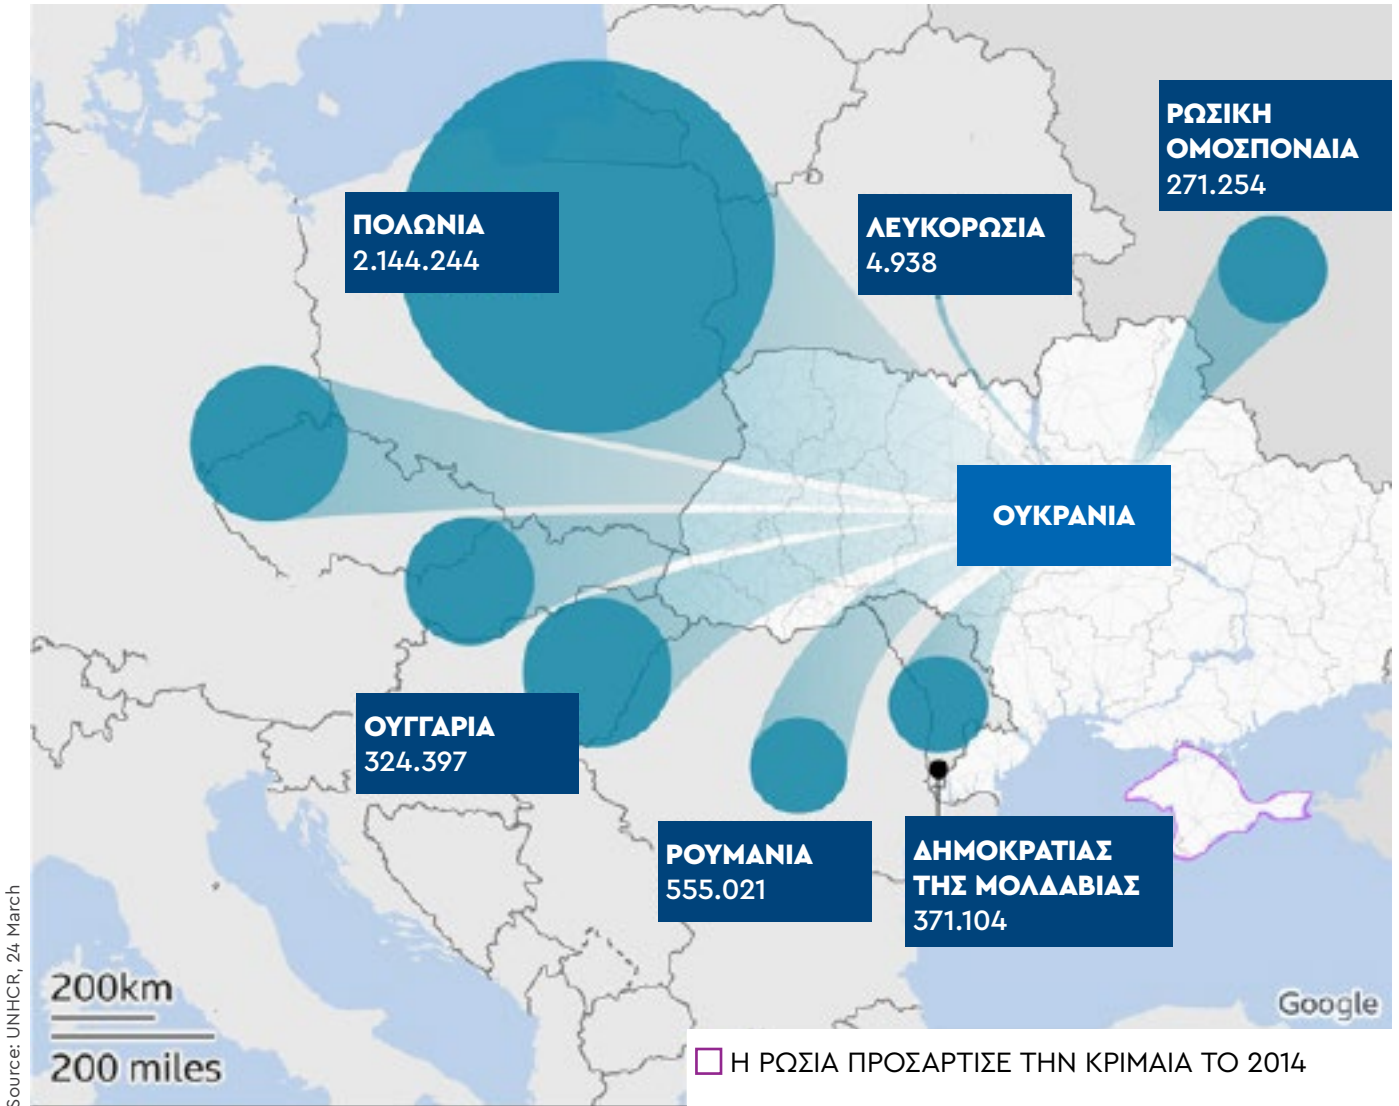 ΡΩΣΙΚΗ
ΟΜΟΣΠΟΝΔΙΑ
271.254
ΠΟΛΩΝΙΑ
2.144.244
ΛΕΥΚΟΡΩΣΙΑ
4.938
ΟΥΚΡΑΝΙΑ
ΟΥΓΓΑΡΙΑ
324.397
ΡΟΥΜΑΝΙΑ
555.021
ΔΗΜΟΚΡΑΤΙΑΣ
ΤΗΣ ΜΟΛΔΑΒΙΑΣ
371.104
Source: UNHCR, 24 March
200km
200 miles
Google
Η ΡΩΣΙΑ ΠΡΟΣΑΡΤΙΣΕ ΤΗΝ ΚΡΙΜΑΙΑ ΤΟ 2014